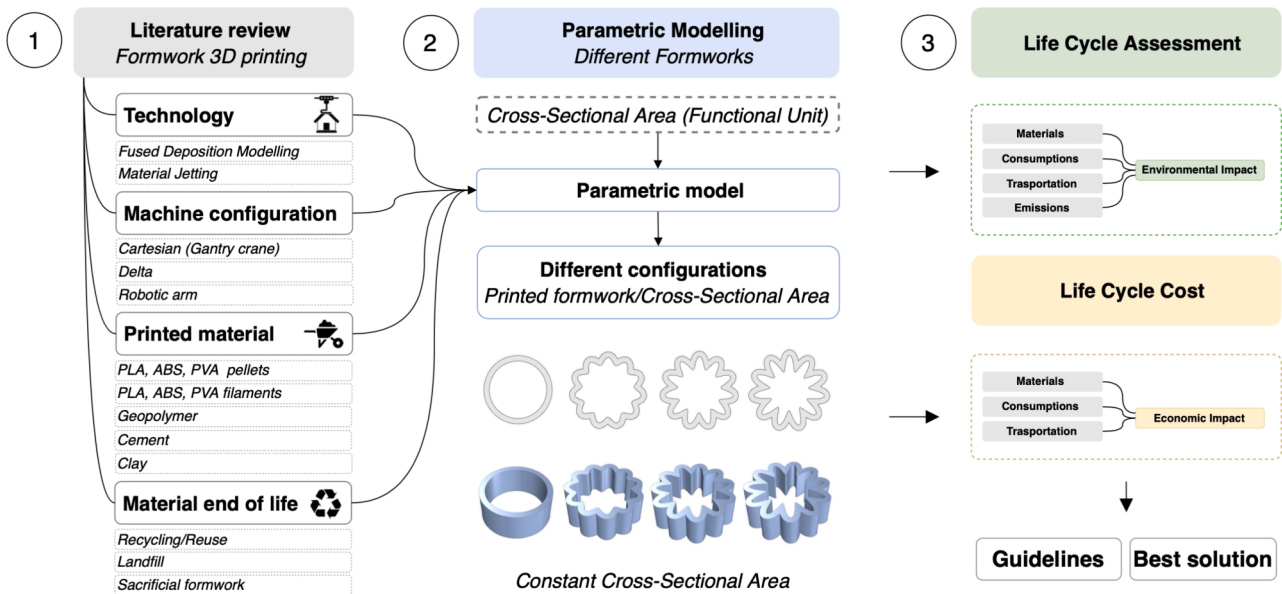 1
Literature review
Formwork 3D printing
Technology
Fused Deposition Modelling
Material Jetting
Machine configuration
Cartesian (Gantry crane)
Delta
Robotic arm
Printed material
PLA, ABS, PVA pellets
PLA, ABS, PVA filaments
Geopolymer
Cement
Clay
Material end of life
Recycling/Reuse
Landfill
Sacrificial formwork
2
Parametric Modelling
Different Formworks
Cross-Sectional Area (Functional Unit)
Parametric model
Different configurations
Printed formwork/Cross-Sectional Area
Constant Cross-Sectional Area
3
Life Cycle Assessment
Materials
Consumptions
Trasportation
Emissions
Environmental Impact
Life Cycle Cost
Materials
Consumptions
Trasportation
Economic Impact
Guidelines
Best solution